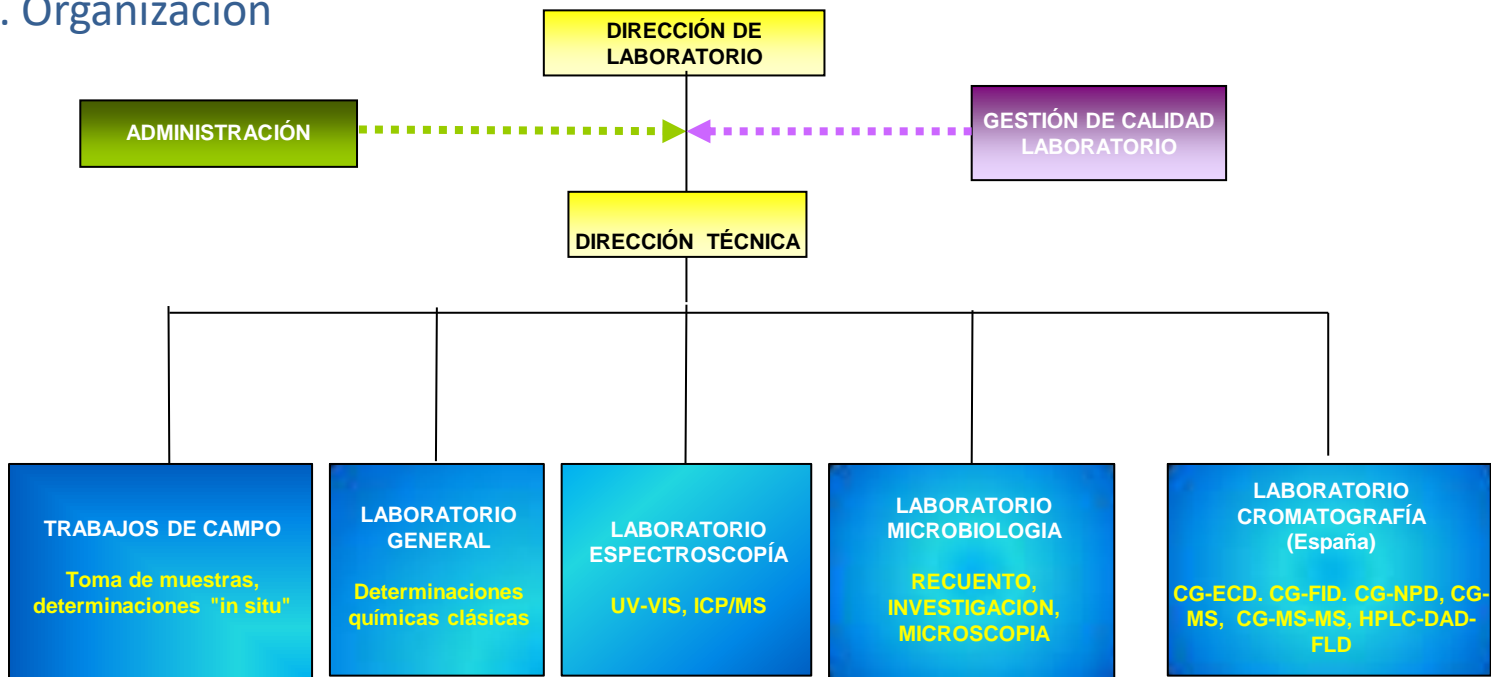 . Organización
DIRECCIÓN DE
LABORATORIO
ADMINISTRACIÓN
GESTIÓN DE CALIDAD
LABORATORIO
DIRECCIÓN TÉCNICA
TRABAJOS DE CAMPO
Toma de muestras,
determinaciones "in situ"
LABORATORIO
GENERAL
Determinaciones
químicas clásicas
LABORATORIO
ESPECTROSCOPÍA
UV-VIS, ICP/MS
LABORATORIO
MICROBIOLOGIA
RECUENTO,
INVESTIGACION,
MICROSCOPIA
LABORATORIO
CROMATOGRAFÍA
(España)
CG-ECD. CG-FID. CG-NPD, CG-
MS, CG-MS-MS, HPLC-DAD-
FLD